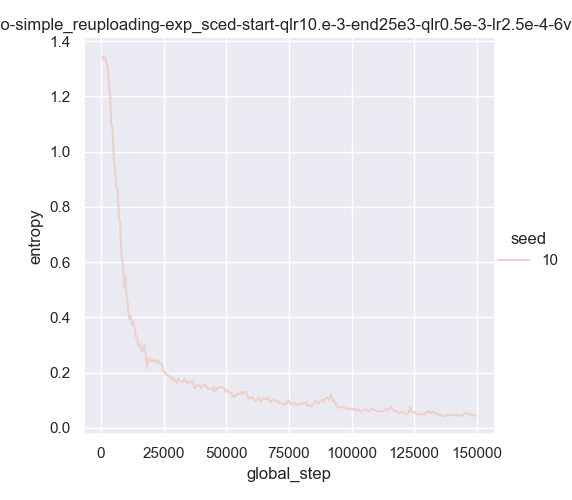 o-simple_reuploading-exp_sced-start-qlr10.e-3-end25e3-qlr0.5e-3-lr2.5e-4-6v
1.4
1.2
1.0
0.8
0.6
0.4
0.2
0.0
entropy
0 25000 50000 75000 100000 125000 150000
global_step
seed
10